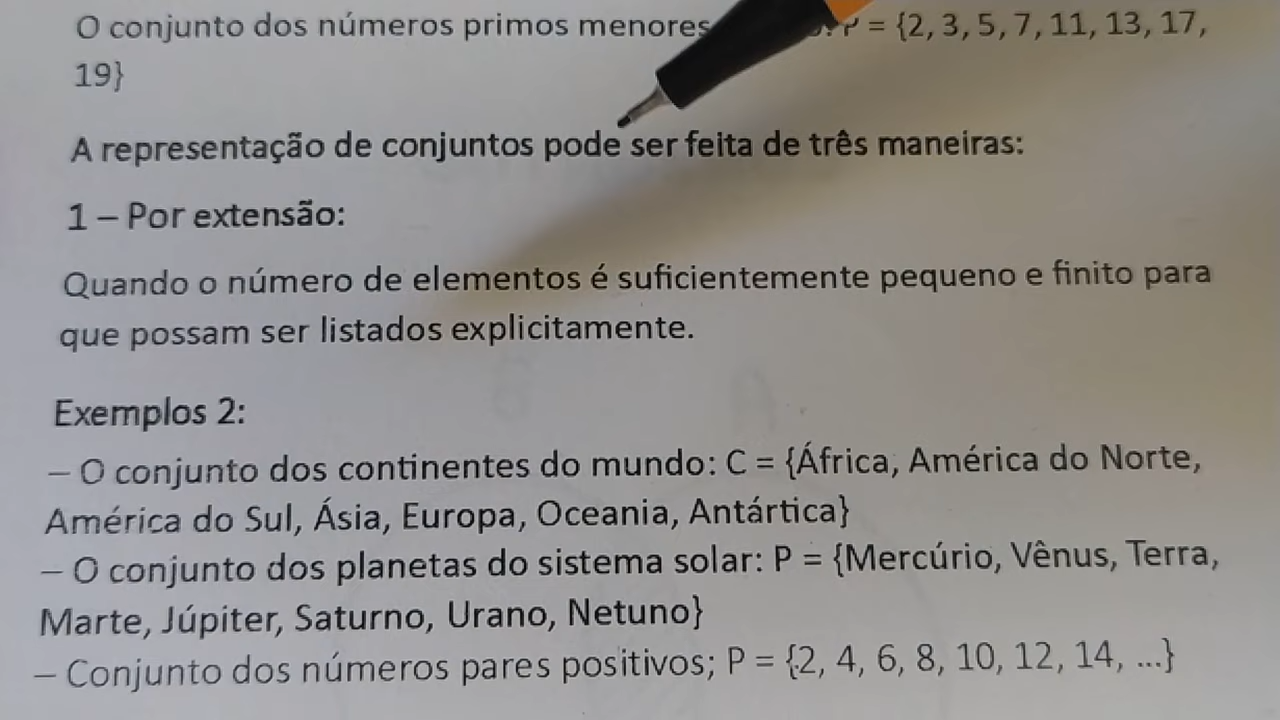 O conjunto dos números primos menores P = {2, 3, 5, 7, 11, 13, 17,
19}
A representação de conjuntos pode ser feita de três maneiras:
1 – Por extensão:
Quando o número de elementos é suficientemente pequeno e finito para
que possam ser listados explicitamente.
Exemplos 2:
– O conjunto dos continentes do mundo: C = {África, América do Norte,
América do Sul, Ásia, Europa, Oceania, Antártica}
– O conjunto dos planetas do sistema solar: P = {Mercúrio, Vênus, Terra,
Marte, Júpiter, Saturno, Urano, Netuno}
– Conjunto dos números pares positivos; P = {2, 4, 6, 8, 10, 12, 14, ...}